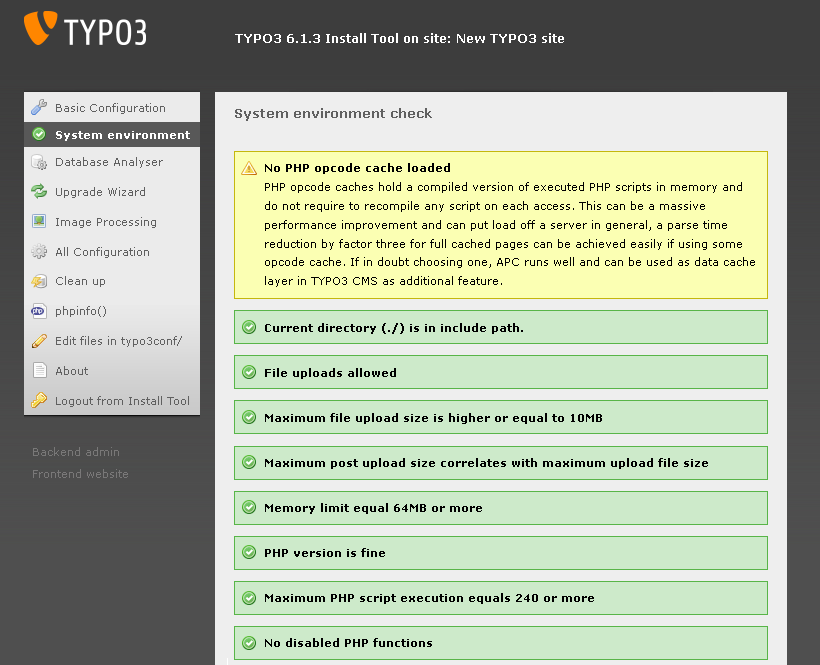 TYPO3
TYPO3 6.1.3 Install Tool on site: New TYPO3 site
Basic Configuration
System environment
Database Analyser
Upgrade Wizard
Image Processing
All Configuration
Clean up
php
phpinfo()
Edit files in typo3conf/
About
Logout from Install Tool
Backend admin
Frontend website
System environment check
No PHP opcode cache loaded
PHP opcode caches hold a compiled version of executed PHP scripts in memory and
do not require to recompile any script on each access. This can be a massive
performance improvement and can put load off a server in general, a parse time
reduction by factor three for full cached pages can be achieved easily if using some
opcode cache. If in doubt choosing one, APC runs well and can be used as data cache
layer in TYPO3 CMS as additional feature.
Current directory (./) is in include path.
File uploads allowed
Maximum file upload size is higher or equal to 10MB
Maximum post upload size correlates with maximum upload file size
Memory limit equal 64MB or more
PHP version is fine
Maximum PHP script execution equals 240 or more
No disabled PHP functions